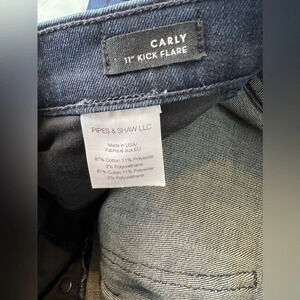 CARLY
11" KICK FLARE
PIPES & SHAW LLC
Made in USA/
Fabriqué aux EU
87% Cotton 11% Polyester
2% Polyurethane
87% Coton 11% Polyester
2% Polyuréthane